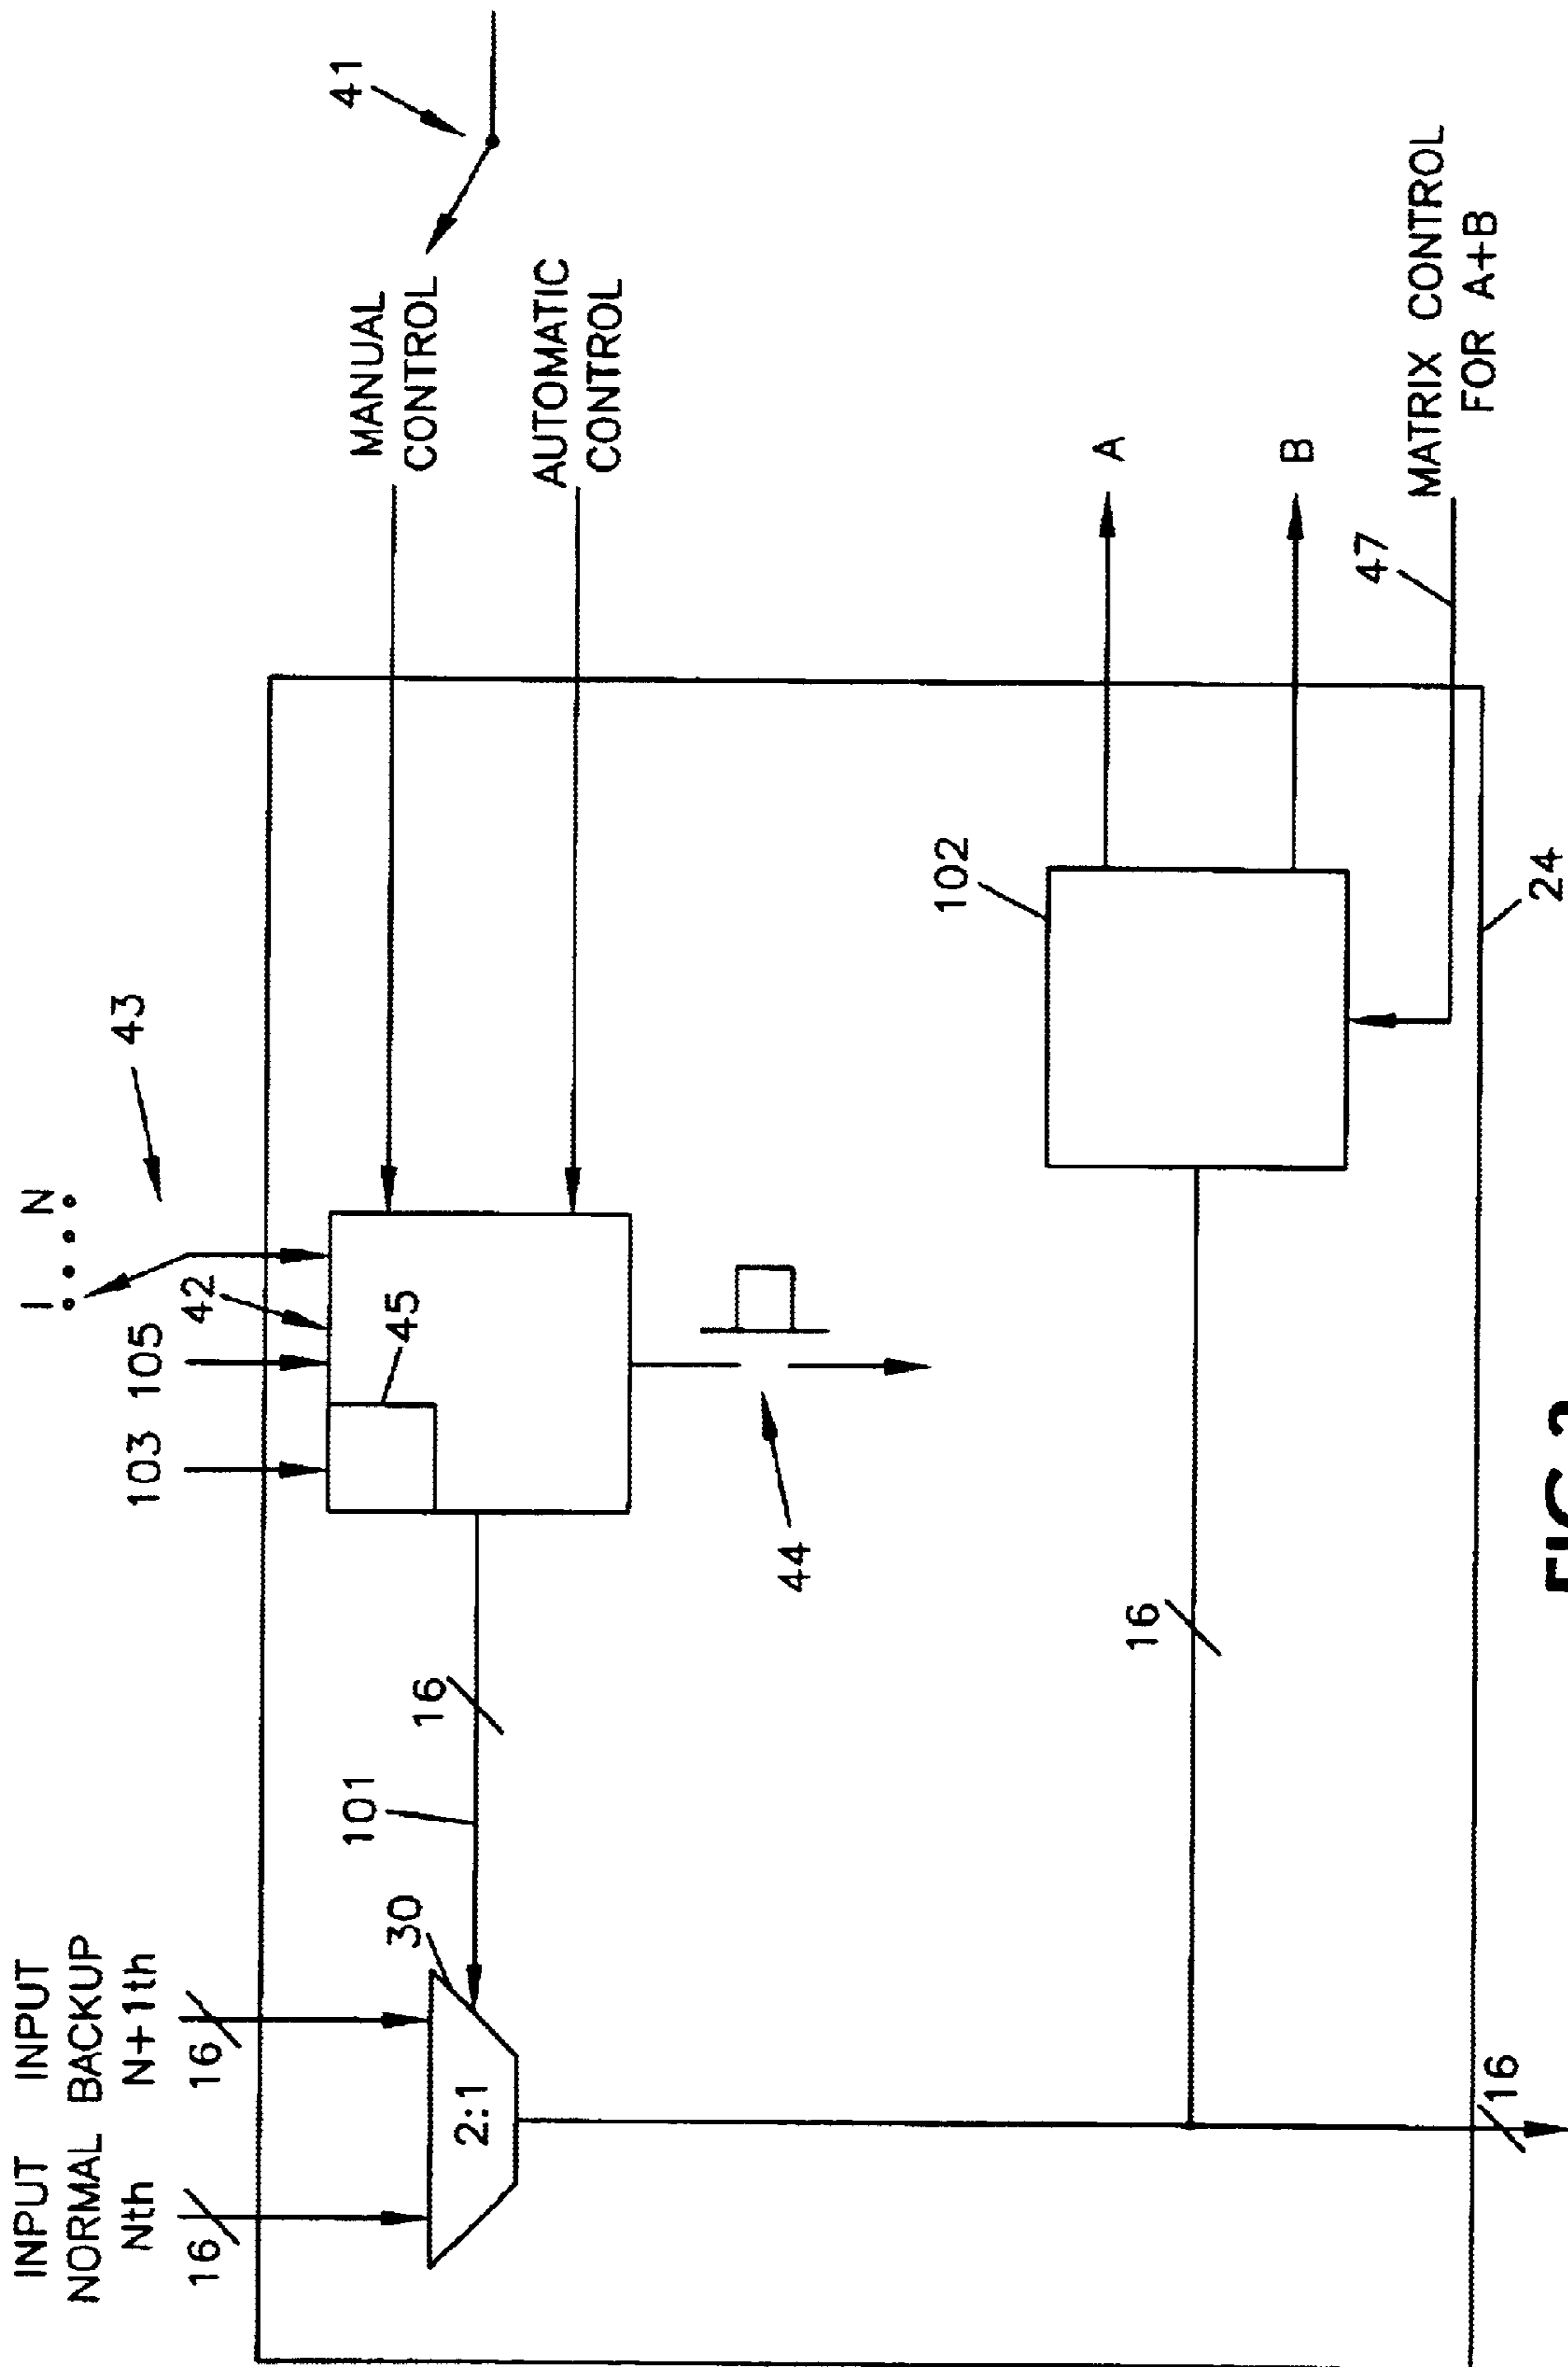 INPUT INPUT
NORMAL BACKUP
Nth N+1th
16 16
I N
103 105
42
43
45
30
101
16
2:1
44
MANUAL
CONTROL
41
AUTOMATIC
CONTROL
102
A
B
16
47
MATRIX CONTROL
FOR A+B
16
24